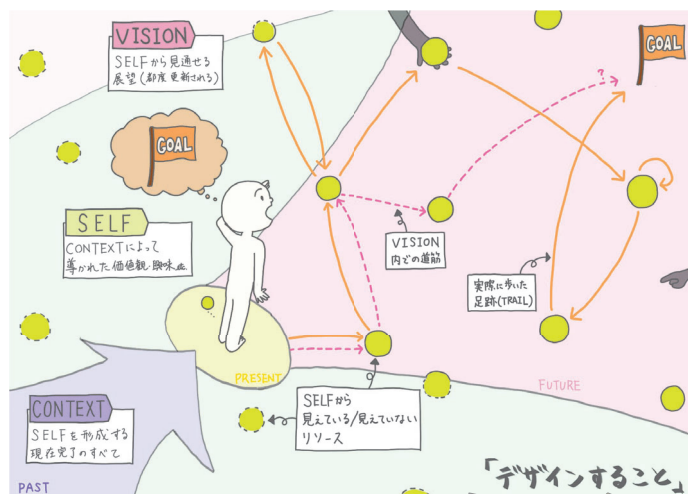 VISION
SELFから見通せる
展望(都度更新される)
GOAL
GOAL
?
SELF
CONTEXTによって
導かれた価値観・興味 etc
VISION
内での道筋
実際に歩いた
足跡(TRAIL)
PRESENT
FUTURE
CONTEXT
SELFを形成する
現在完了のすべて
SELFから
見えている/見えていない
リソース
PAST
「デザインすること」